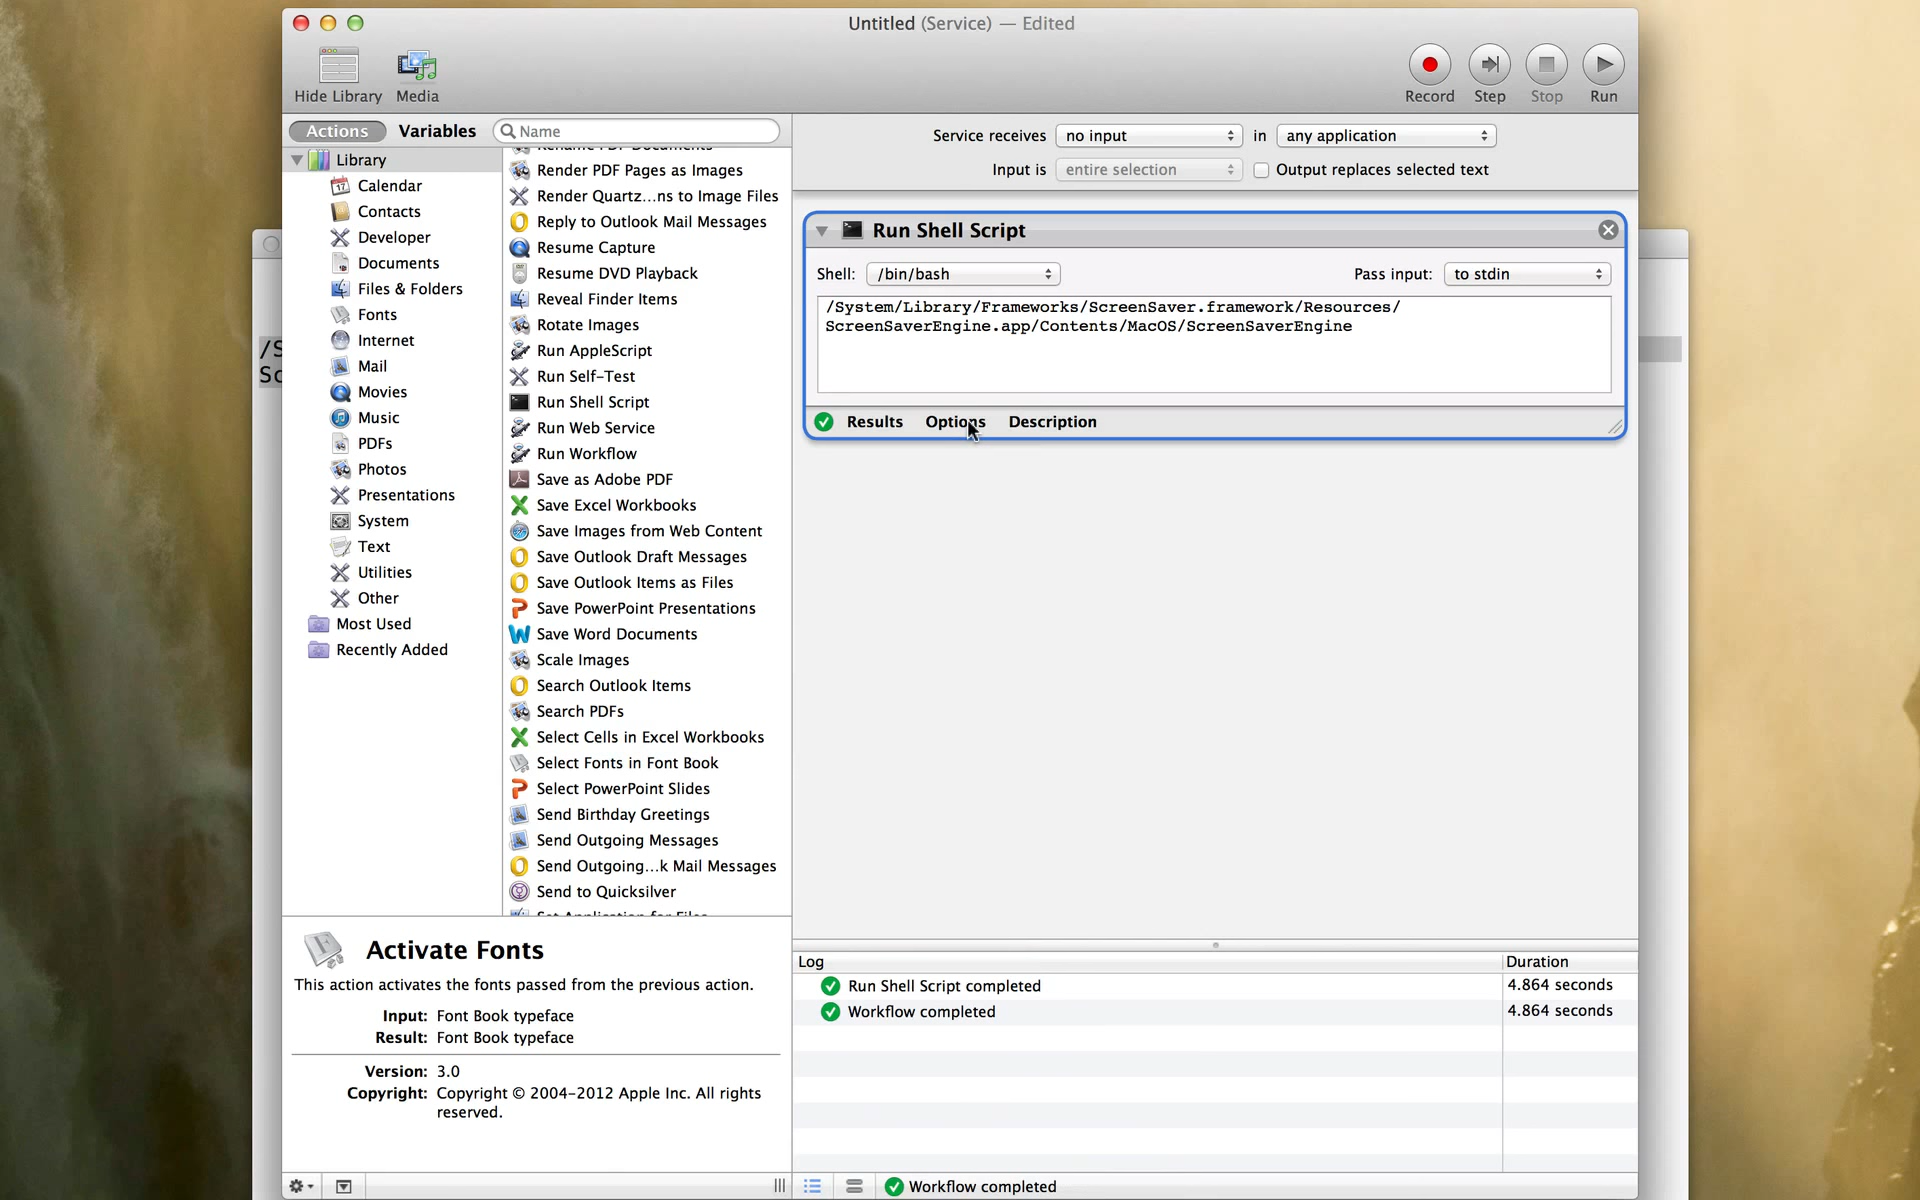 Untitled (Service) — Edited
Hide Library
Media
Record
Step
Stop
Run
Actions
Variables
Name
Service receives
no input
in
any application
Input is
entire selection
Output replaces selected text
Library
Calendar
Contacts
Developer
Documents
Files & Folders
Fonts
Internet
Mail
Movies
Music
PDFs
Photos
Presentations
System
Text
Utilities
Other
Most Used
Recently Added
Render PDF Pages as Images
Render Quartz...ns to Image Files
Reply to Outlook Mail Messages
Resume Capture
Resume DVD Playback
Reveal Finder Items
Rotate Images
Run AppleScript
Run Self-Test
Run Shell Script
Run Web Service
Run Workflow
Save as Adobe PDF
Save Excel Workbooks
Save Images from Web Content
Save Outlook Draft Messages
Save Outlook Items as Files
Save PowerPoint Presentations
Save Word Documents
Scale Images
Search Outlook Items
Search PDFs
Select Cells in Excel Workbooks
Select Fonts in Font Book
Select PowerPoint Slides
Send Birthday Greetings
Send Outgoing Messages
Send Outgoing...k Mail Messages
Send to Quicksilver
Run Shell Script
Shell:
/bin/bash
Pass input:
to stdin
/System/Library/Frameworks/ScreenSaver.framework/Resources/
ScreenSaverEngine.app/Contents/MacOS/ScreenSaverEngine
Results
Options
Description
Activate Fonts
This action activates the fonts passed from the previous action.
Input: Font Book typeface
Result: Font Book typeface
Version: 3.0
Copyright: Copyright © 2004-2012 Apple Inc. All rights
reserved.
Log
Duration
Run Shell Script completed
4.864 seconds
Workflow completed
4.864 seconds
Workflow completed